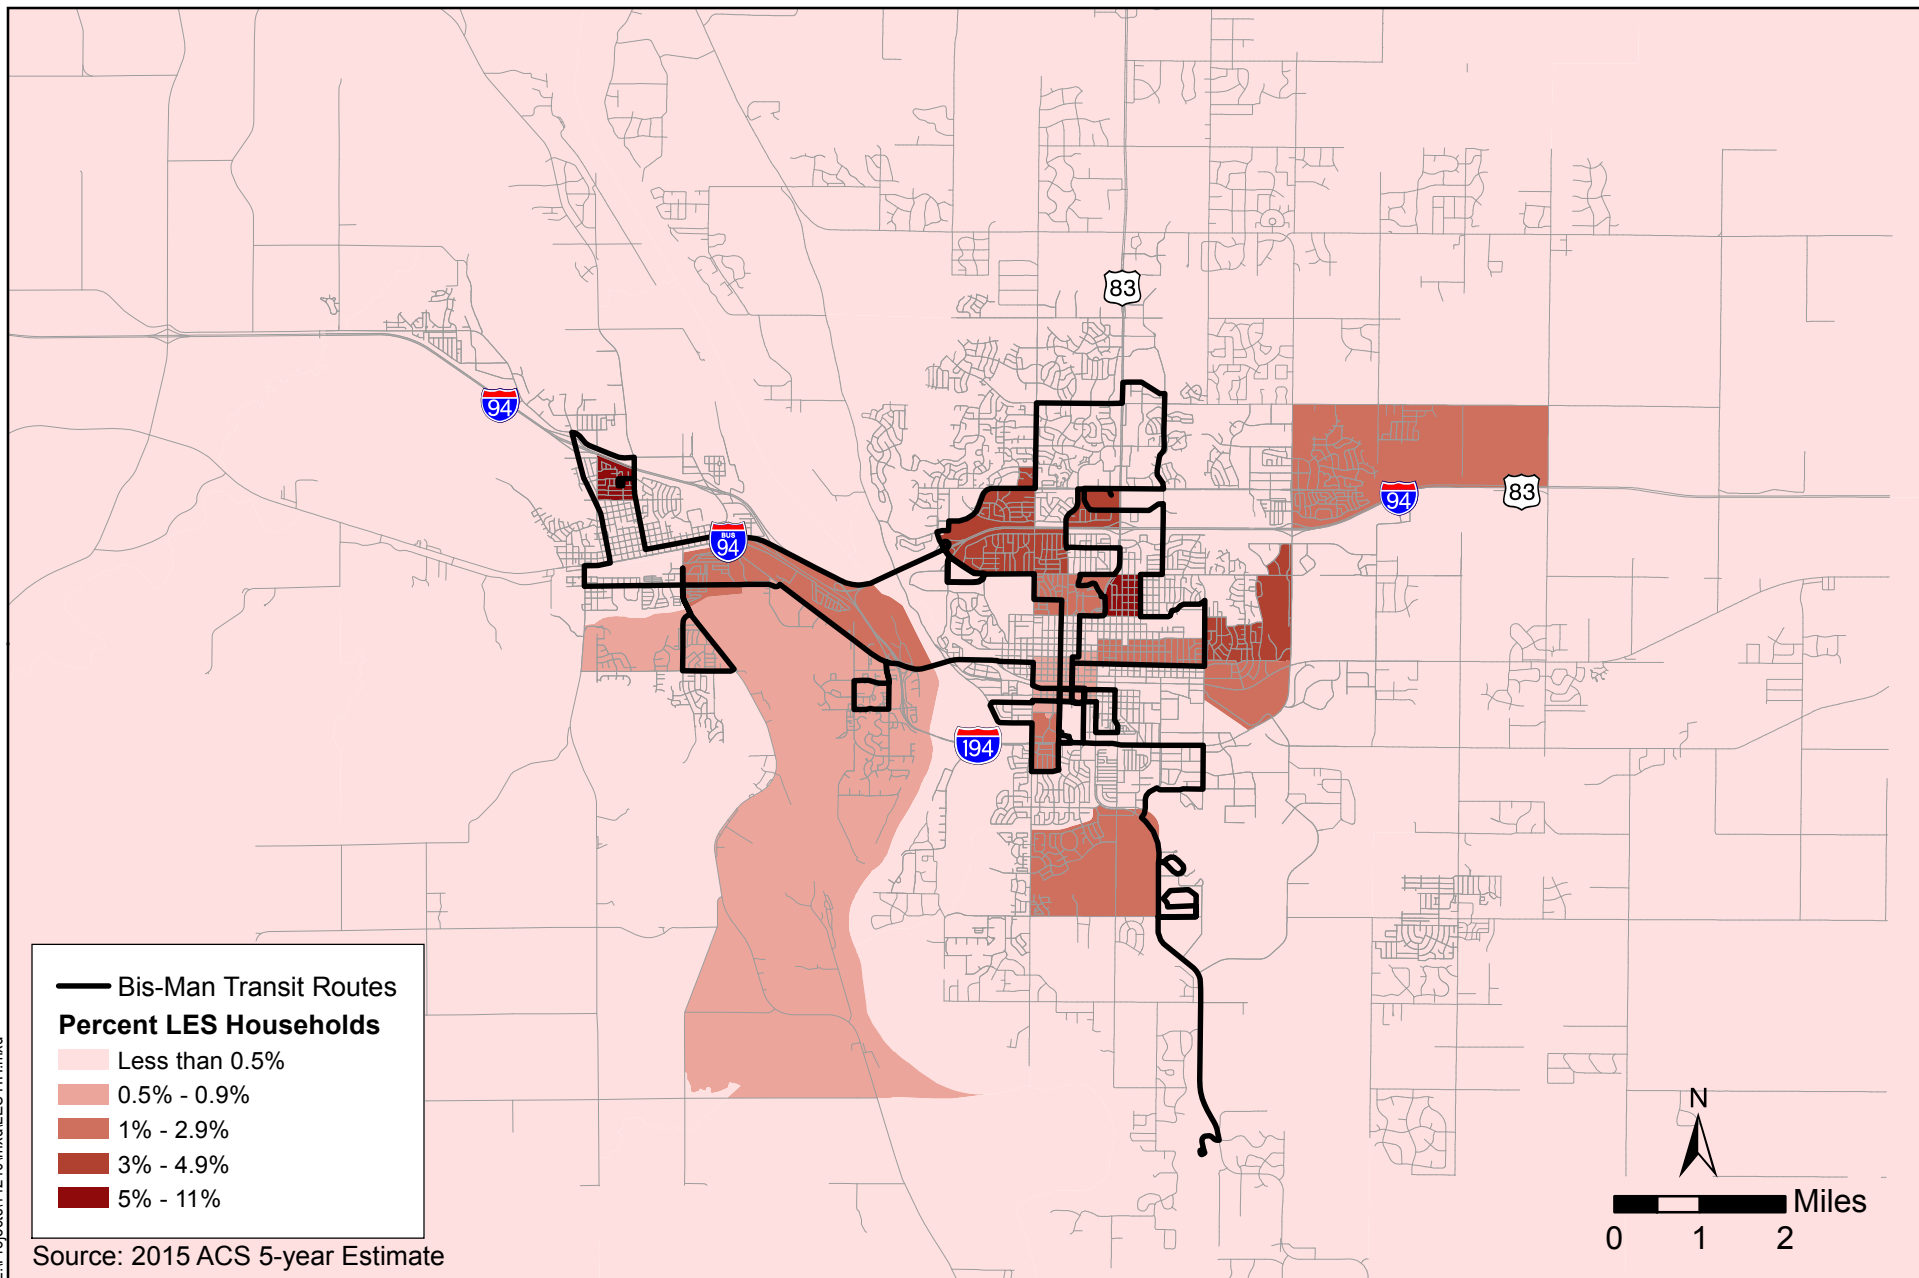 83
94
94
83
BUS
94
194
Bis-Man Transit Routes
Percent LES Households
Less than 0.5%
0.5% - 0.9%
1% - 2.9%
3% - 4.9%
5% - 11%
N
Miles
0 1 2
Source: 2015 ACS 5-year Estimate